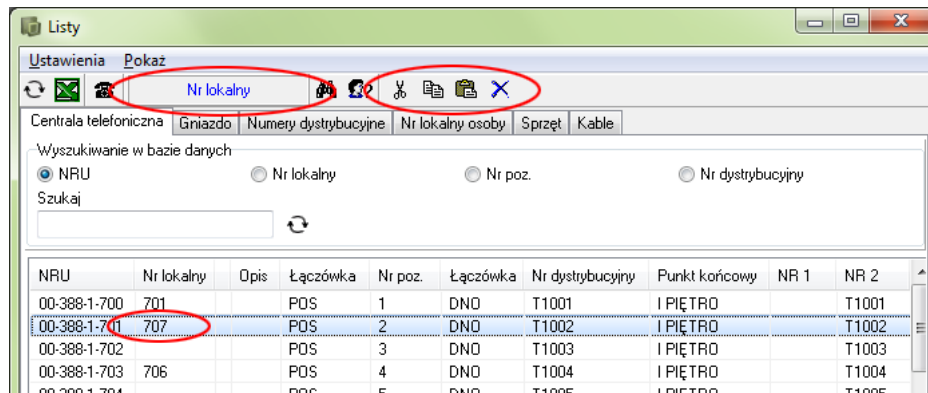 Listy
Ustawienia Pokaż
Nr lokalny
Centrala telefoniczna Gniazdo Numery dystrybucyjne Nr lokalny osoby Sprzęt Kable
Wyszukiwanie w bazie danych
NRU Nr lokalny Nr poz. Nr dystrybucyjny
Szukaj
NRU Nr lokalny Opis Łączówka Nr poz. Łączówka Nr dystrybucyjny Punkt końcowy NR 1 NR 2
00-388-1-700 701 POS 1 DNO T1001 I PIĘTRO T1001
00-388-1-701 707 POS 2 DNO T1002 I PIĘTRO T1002
00-388-1-702 POS 3 DNO T1003 I PIĘTRO T1003
00-388-1-703 706 POS 4 DNO T1004 I PIĘTRO T1004